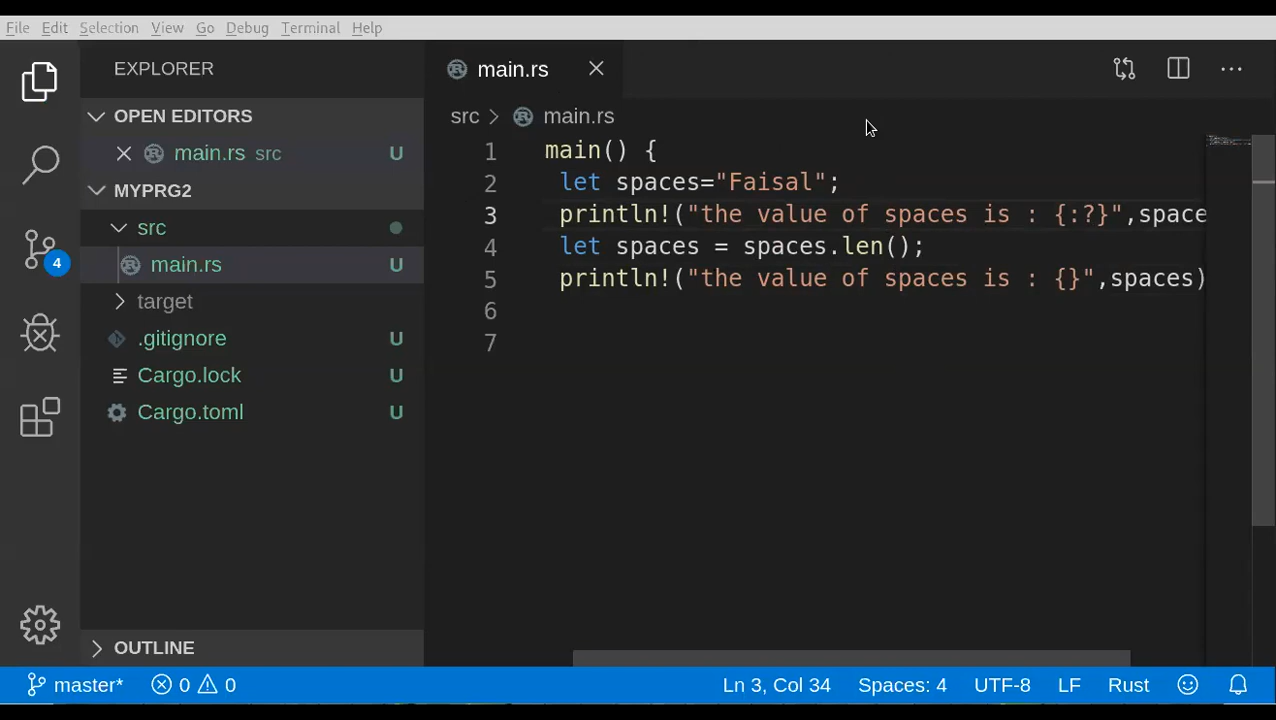 File Edit Selection View Go Debug Terminal Help
EXPLORER
OPEN EDITORS
main.rs src U
MYPRG2
src
main.rs U
target
.gitignore U
Cargo.lock U
Cargo.toml U
OUTLINE
4
main.rs
src > main.rs
1 main() {
2 let spaces="Faisal";
3 println!("the value of spaces is : {:?}",space
4 let spaces = spaces.len();
5 println!("the value of spaces is : {}",spaces)
6
7
master* 0 0 Ln 3, Col 34 Spaces: 4 UTF-8 LF Rust